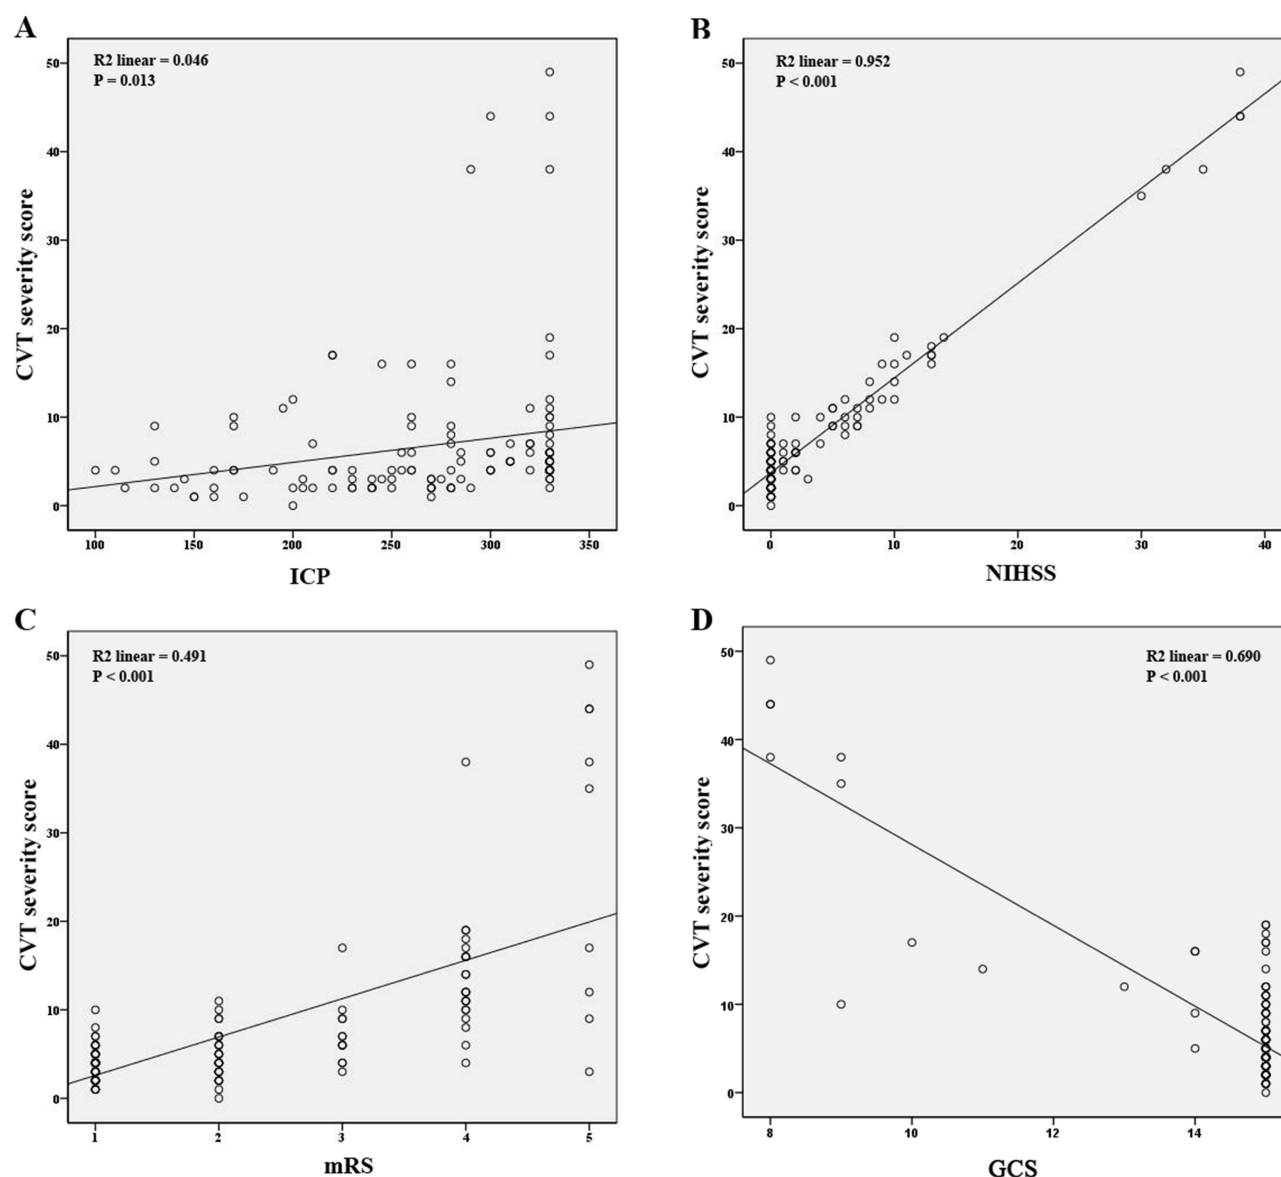 A
R2 linear = 0.046
P = 0.013
CVT severity score
50
40
30
20
10
0
100 150 200 250 300 350
ICP
B
R2 linear = 0.952
P < 0.001
CVT severity score
50
40
30
20
10
0
0 10 20 30 40
NIHSS
C
R2 linear = 0.491
P < 0.001
CVT severity score
50
40
30
20
10
0
1 2 3 4 5
mRS
D
R2 linear = 0.690
P < 0.001
CVT severity score
50
40
30
20
10
0
8 10 12 14
GCS